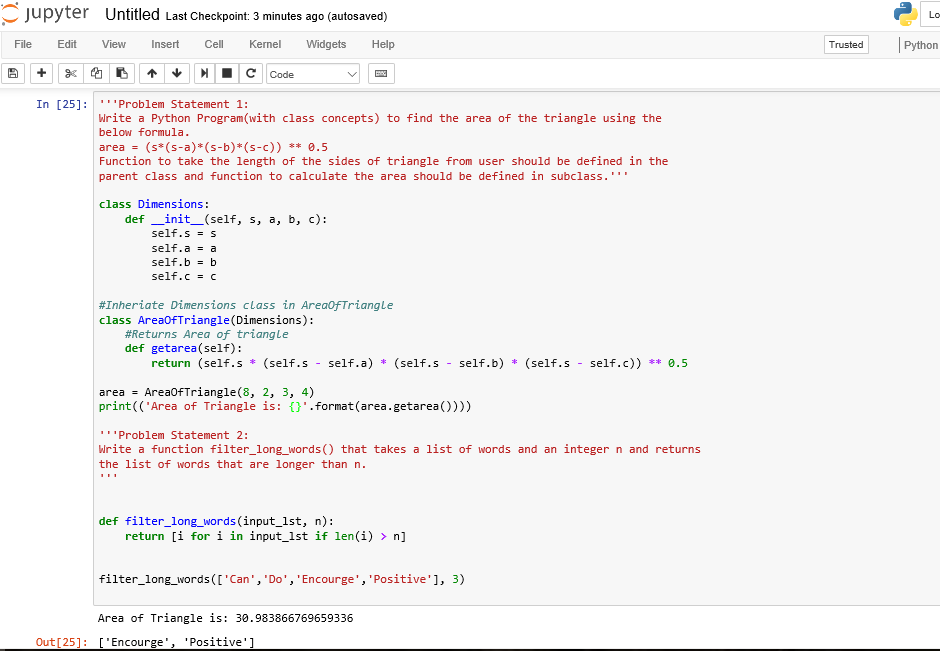 jupyter Untitled Last Checkpoint: 3 minutes ago (autosaved) Lo
File Edit View Insert Cell Kernel Widgets Help Trusted Python
Code
In [25]: '''Problem Statement 1:
Write a Python Program(with class concepts) to find the area of the triangle using the
below formula.
area = (s*(s-a)*(s-b)*(s-c)) ** 0.5
Function to take the length of the sides of triangle from user should be defined in the
parent class and function to calculate the area should be defined in subclass.'''
class Dimensions:
    def __init__(self, s, a, b, c):
        self.s = s
        self.a = a
        self.b = b
        self.c = c
#Inheriate Dimensions class in AreaOfTriangle
class AreaOfTriangle(Dimensions):
    #Returns Area of triangle
    def getarea(self):
        return (self.s * (self.s - self.a) * (self.s - self.b) * (self.s - self.c)) ** 0.5
area = AreaOfTriangle(8, 2, 3, 4)
print(('Area of Triangle is: {}'.format(area.getarea())))
'''Problem Statement 2:
Write a function filter_long_words() that takes a list of words and an integer n and returns
the list of words that are longer than n.
'''
def filter_long_words(input_lst, n):
    return [i for i in input_lst if len(i) > n]
filter_long_words(['Can','Do','Encourge','Positive'], 3)
Area of Triangle is: 30.983866769659336
Out[25]: ['Encourge', 'Positive']